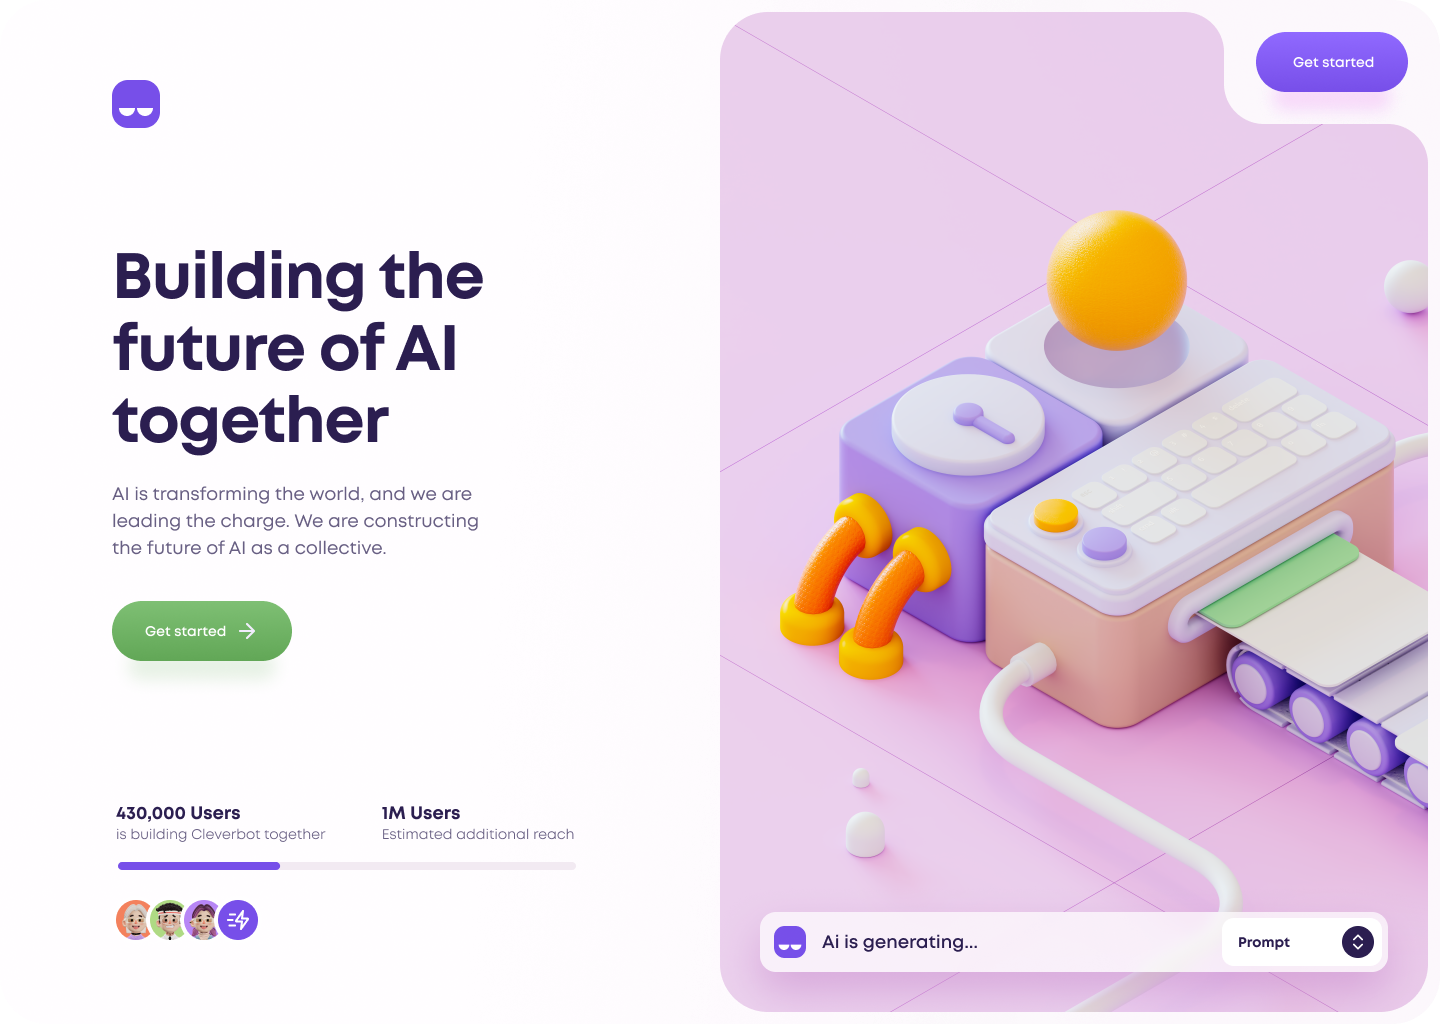 Get started
Building the
future of AI
together
AI is transforming the world, and we are
leading the charge. We are constructing
the future of AI as a collective.
Get started
430,000 Users
is building Cleverbot together
1M Users
Estimated additional reach
Ai is generating...
Prompt